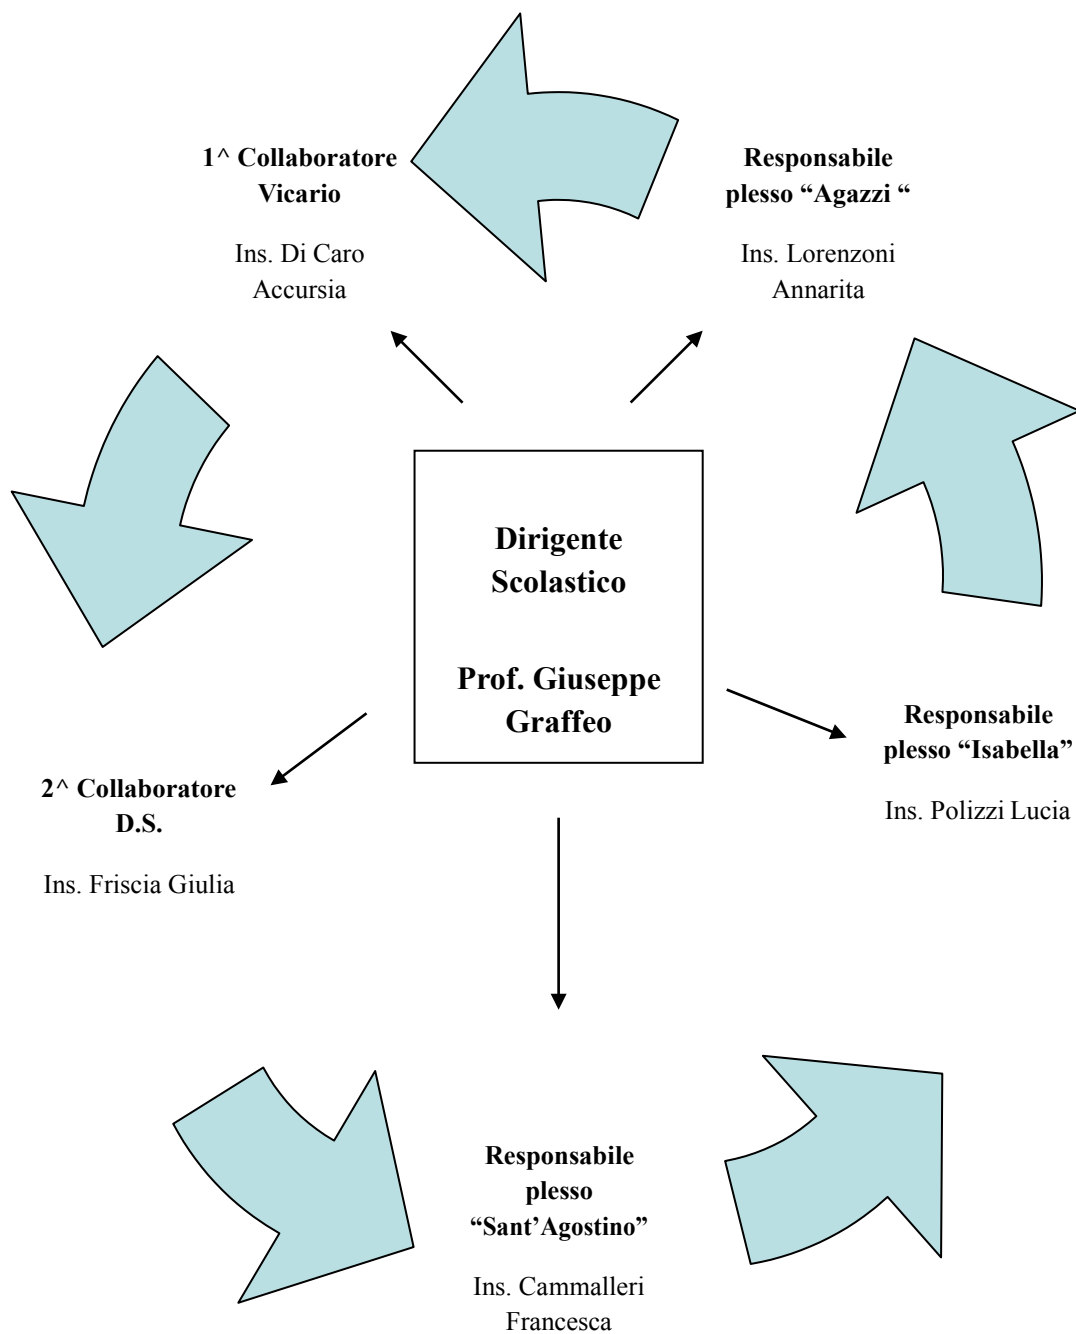 1^ Collaboratore
Vicario
Ins. Di Caro
Accursia
Responsabile
plesso “Agazzi “
Ins. Lorenzoni
Annarita
Dirigente
Scolastico
Prof. Giuseppe
Graffeo
Responsabile
plesso “Isabella”
Ins. Polizzi Lucia
2^ Collaboratore
D.S.
Ins. Friscia Giulia
Responsabile
plesso
“Sant’Agostino”
Ins. Cammalleri
Francesca